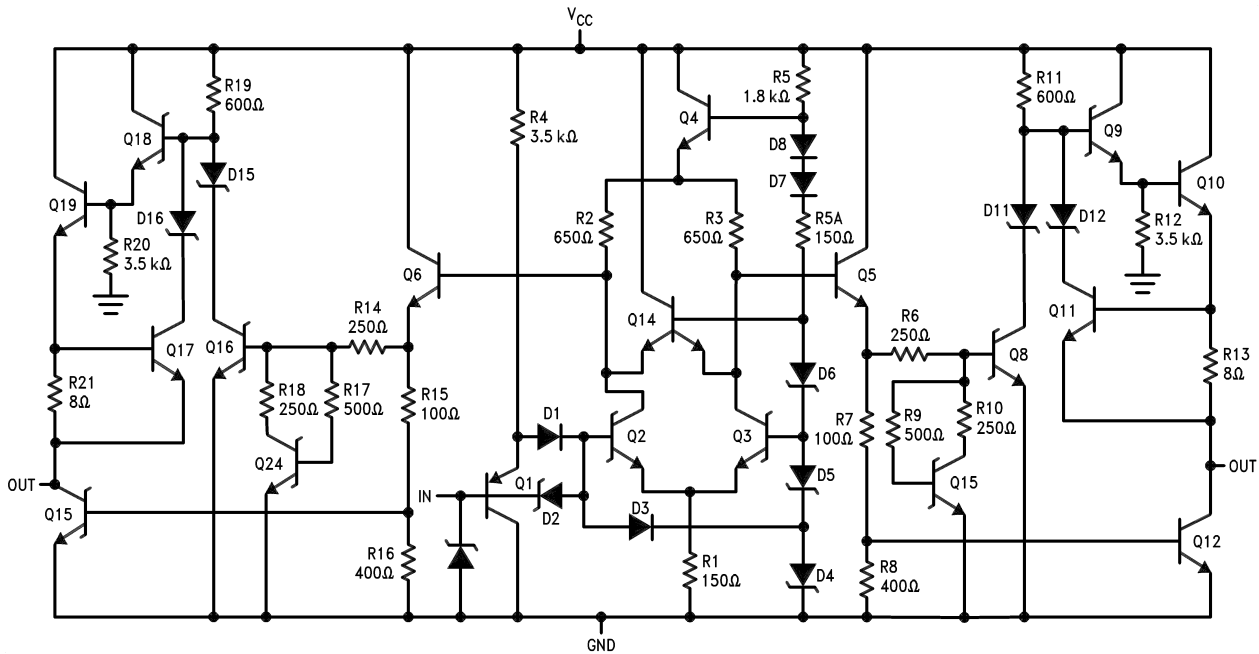 VCC
R19
600Ω
R4
3.5 kΩ
R5
1.8 kΩ
R11
600Ω
Q18
Q4
D8
Q9
D15
D7
Q19
D16
R2
650Ω
R3
650Ω
R5A
150Ω
D11
D12
Q10
R20
3.5 kΩ
R12
3.5 kΩ
Q6
Q5
R14
250Ω
Q14
R6
250Ω
Q11
Q17
Q16
Q8
R13
8Ω
R21
8Ω
R18
250Ω
R17
500Ω
R15
100Ω
D6
D1
Q2
Q3
R7
100Ω
R9
500Ω
R10
250Ω
Q24
OUT
Q1
D5
Q15
OUT
IN
D2
Q15
D3
Q12
R16
400Ω
R1
150Ω
D4
R8
400Ω
GND